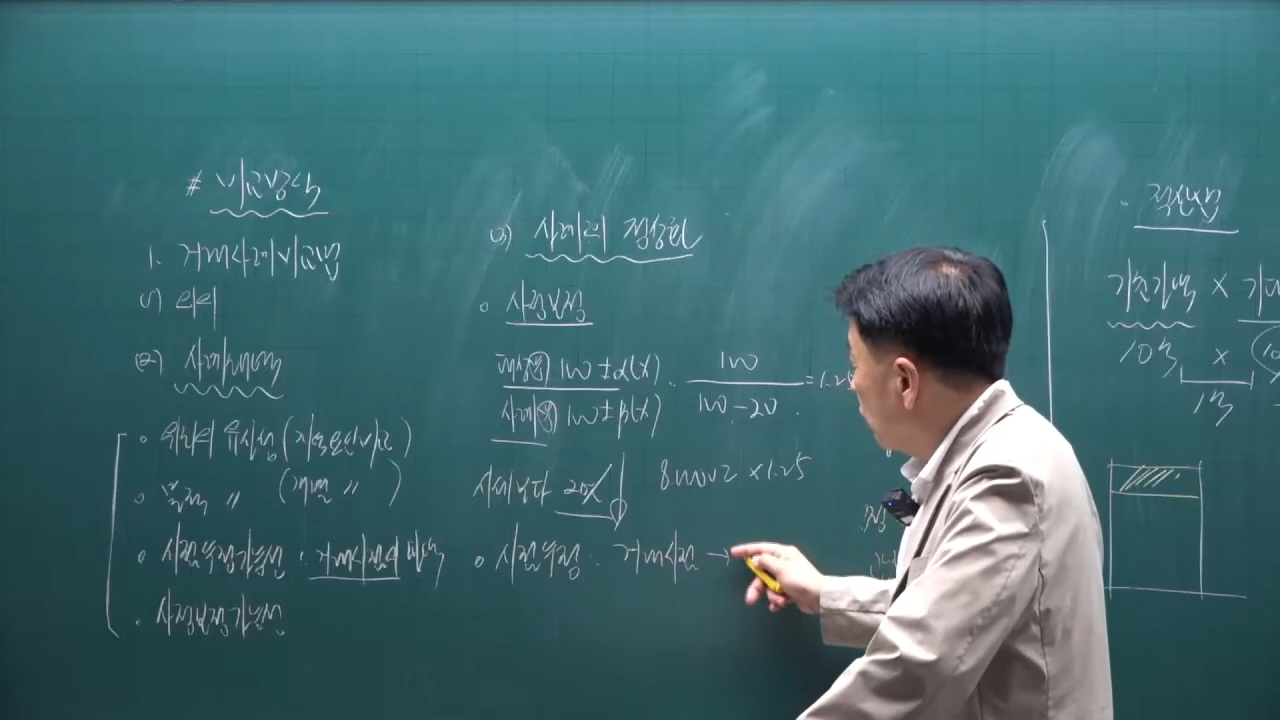 # 비교방식
1. 거래사례비교법
1) 의의
(2) 사례선택
◦ 위치의 유사성 (지역요인비교)
◦ 물적 〃 (개별 〃 )
◦ 시점수정가능성 · 거래시점의 만
· 사정보정가능성
(3) 사례의 정상화
◦ 사정보정
대상 100 ± α(%) · 100
사례 100 ± β(%) 100 - 20 = 1.25
시세보다 20% ↓ 8000만 × 1.25
◦ 시점수정 · 거래시점 →
적산법
기초가액 × 기
10억 ×
1억